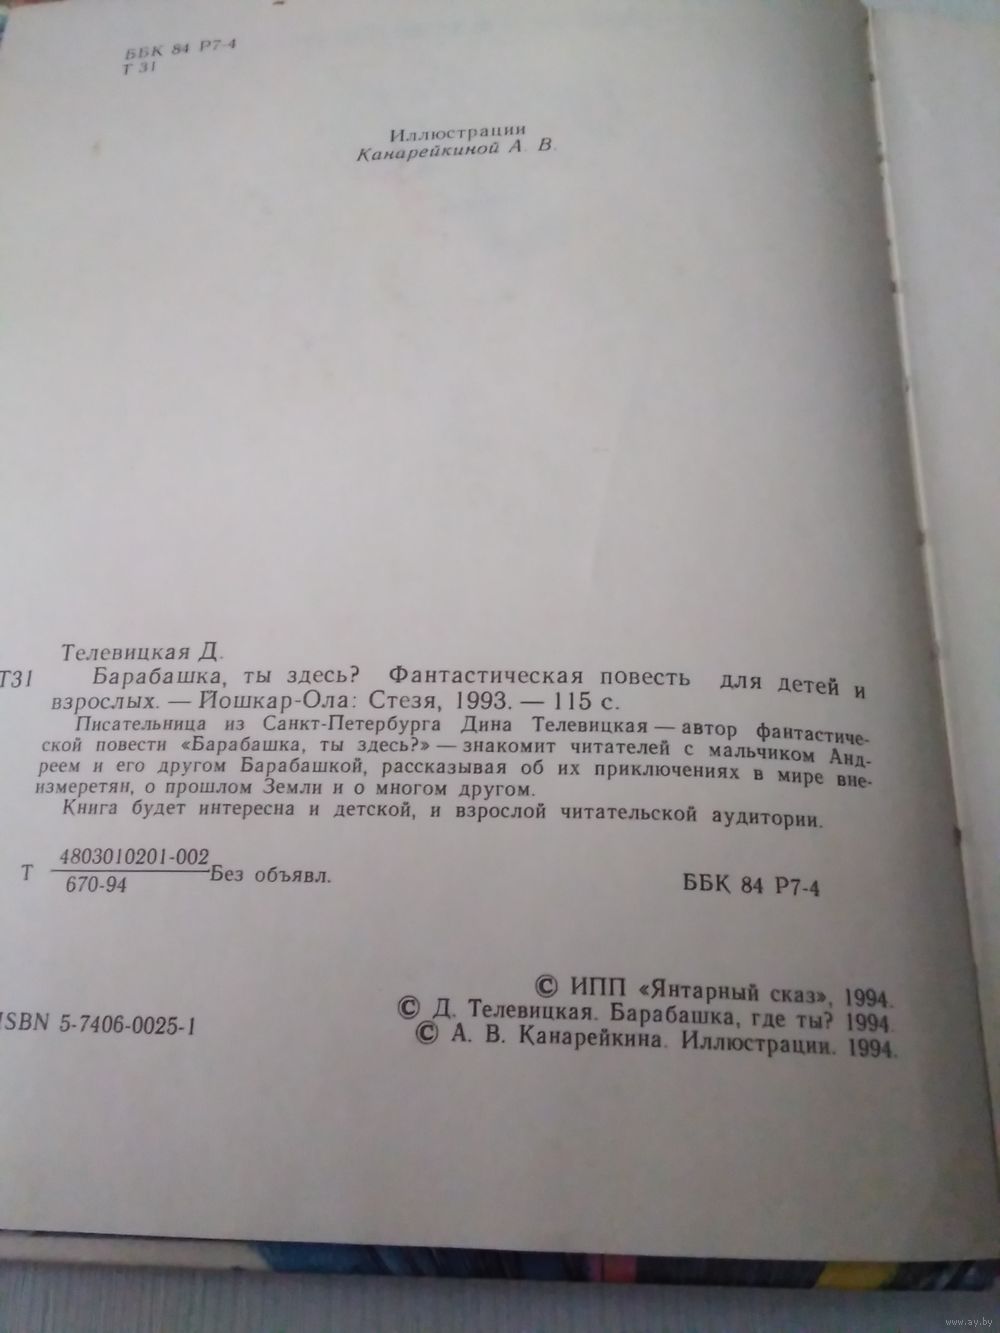 ББК 84 Р7-4
Т 31
Иллюстрации
Канарейкиной А. В.
Телевицкая Д.
Т31 Барабашка, ты здесь? Фантастическая повесть для детей и
взрослых. — Йошкар-Ола: Стезя, 1993. — 115 с.
Писательница из Санкт-Петербурга Дина Телевицкая — автор фантастиче-
ской повести «Барабашка, ты здесь?» — знакомит читателей с мальчиком Анд-
реем и его другом Барабашкой, рассказывая об их приключениях в мире вне-
измеретян, о прошлом Земли и о многом другом.
Книга будет интересна и детской, и взрослой читательской аудитории.
4803010201-002
Т Без объявл.
670-94
ББК 84 Р7-4
© ИПП «Янтарный сказ», 1994.
ISBN 5-7406-0025-1
© Д. Телевицкая. Барабашка, где ты? 1994.
© А. В. Канарейкина. Иллюстрации. 1994.
www.ay.by